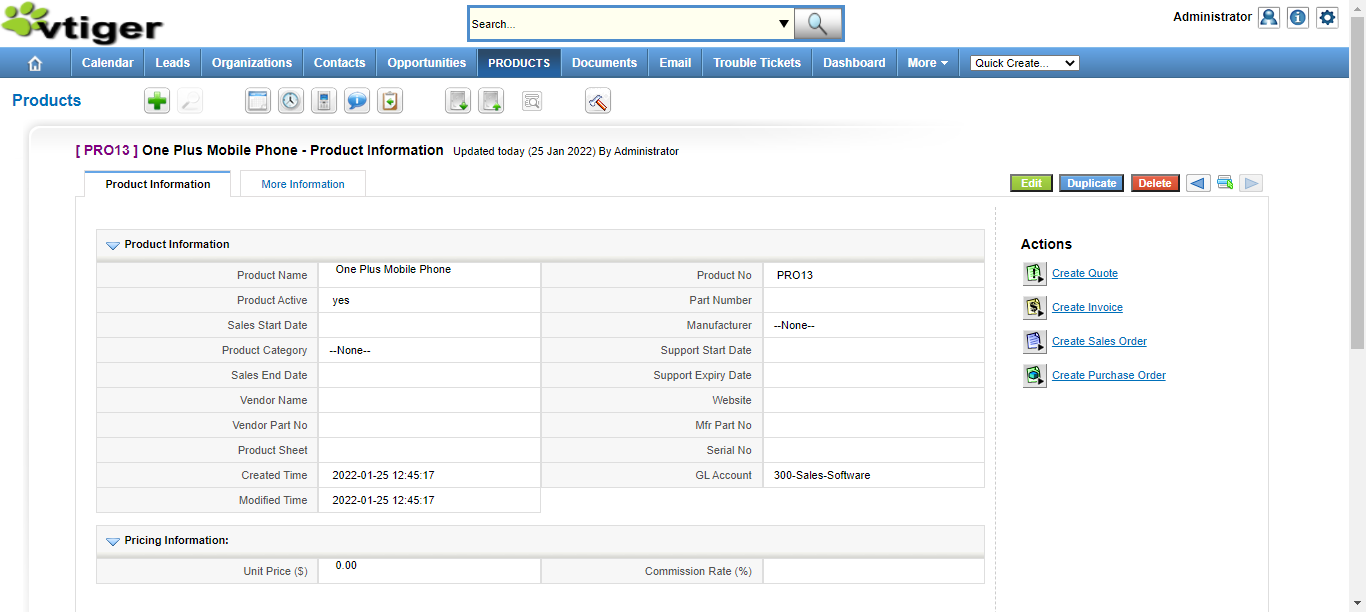 vtiger
Search...
Administrator
Calendar Leads Organizations Contacts Opportunities PRODUCTS Documents Email Trouble Tickets Dashboard More Quick Create...
Products
[ PRO13 ] One Plus Mobile Phone - Product Information Updated today (25 Jan 2022) By Administrator
Product Information More Information
Edit Duplicate Delete
Product Information
Product Name One Plus Mobile Phone Product No PRO13
Product Active yes Part Number
Sales Start Date Manufacturer --None--
Product Category --None-- Support Start Date
Sales End Date Support Expiry Date
Vendor Name Website
Vendor Part No Mfr Part No
Product Sheet Serial No
Created Time 2022-01-25 12:45:17 GL Account 300-Sales-Software
Modified Time 2022-01-25 12:45:17
Pricing Information:
Unit Price ($) 0.00 Commission Rate (%)
Actions
Create Quote
Create Invoice
Create Sales Order
Create Purchase Order